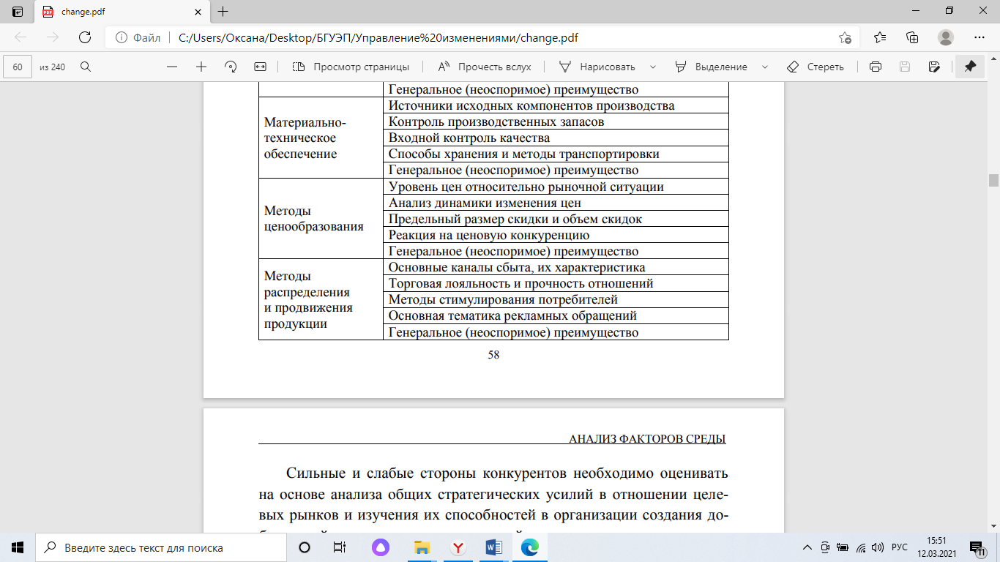 change.pdf
Файл
C:/Users/Оксана/Desktop/БГУЭП/Управление%20изменениями/change.pdf
60 из 240
Просмотр страницы
Прочесть вслух
Нарисовать
Выделение
Стереть
Генеральное (неоспоримое) преимущество
Материально-
техническое
обеспечение
Источники исходных компонентов производства
Контроль производственных запасов
Входной контроль качества
Способы хранения и методы транспортировки
Генеральное (неоспоримое) преимущество
Методы
ценообразования
Уровень цен относительно рыночной ситуации
Анализ динамики изменения цен
Предельный размер скидки и объем скидок
Реакция на ценовую конкуренцию
Генеральное (неоспоримое) преимущество
Методы
распределения
и продвижения
продукции
Основные каналы сбыта, их характеристика
Торговая лояльность и прочность отношений
Методы стимулирования потребителей
Основная тематика рекламных обращений
Генеральное (неоспоримое) преимущество
58
АНАЛИЗ ФАКТОРОВ СРЕДЫ
Сильные и слабые стороны конкурентов необходимо оценивать
на основе анализа общих стратегических усилий в отношении целе-
вых рынков и изучения их способностей в организации создания до-
Введите здесь текст для поиска
РУС
15:51
12.03.2021
11